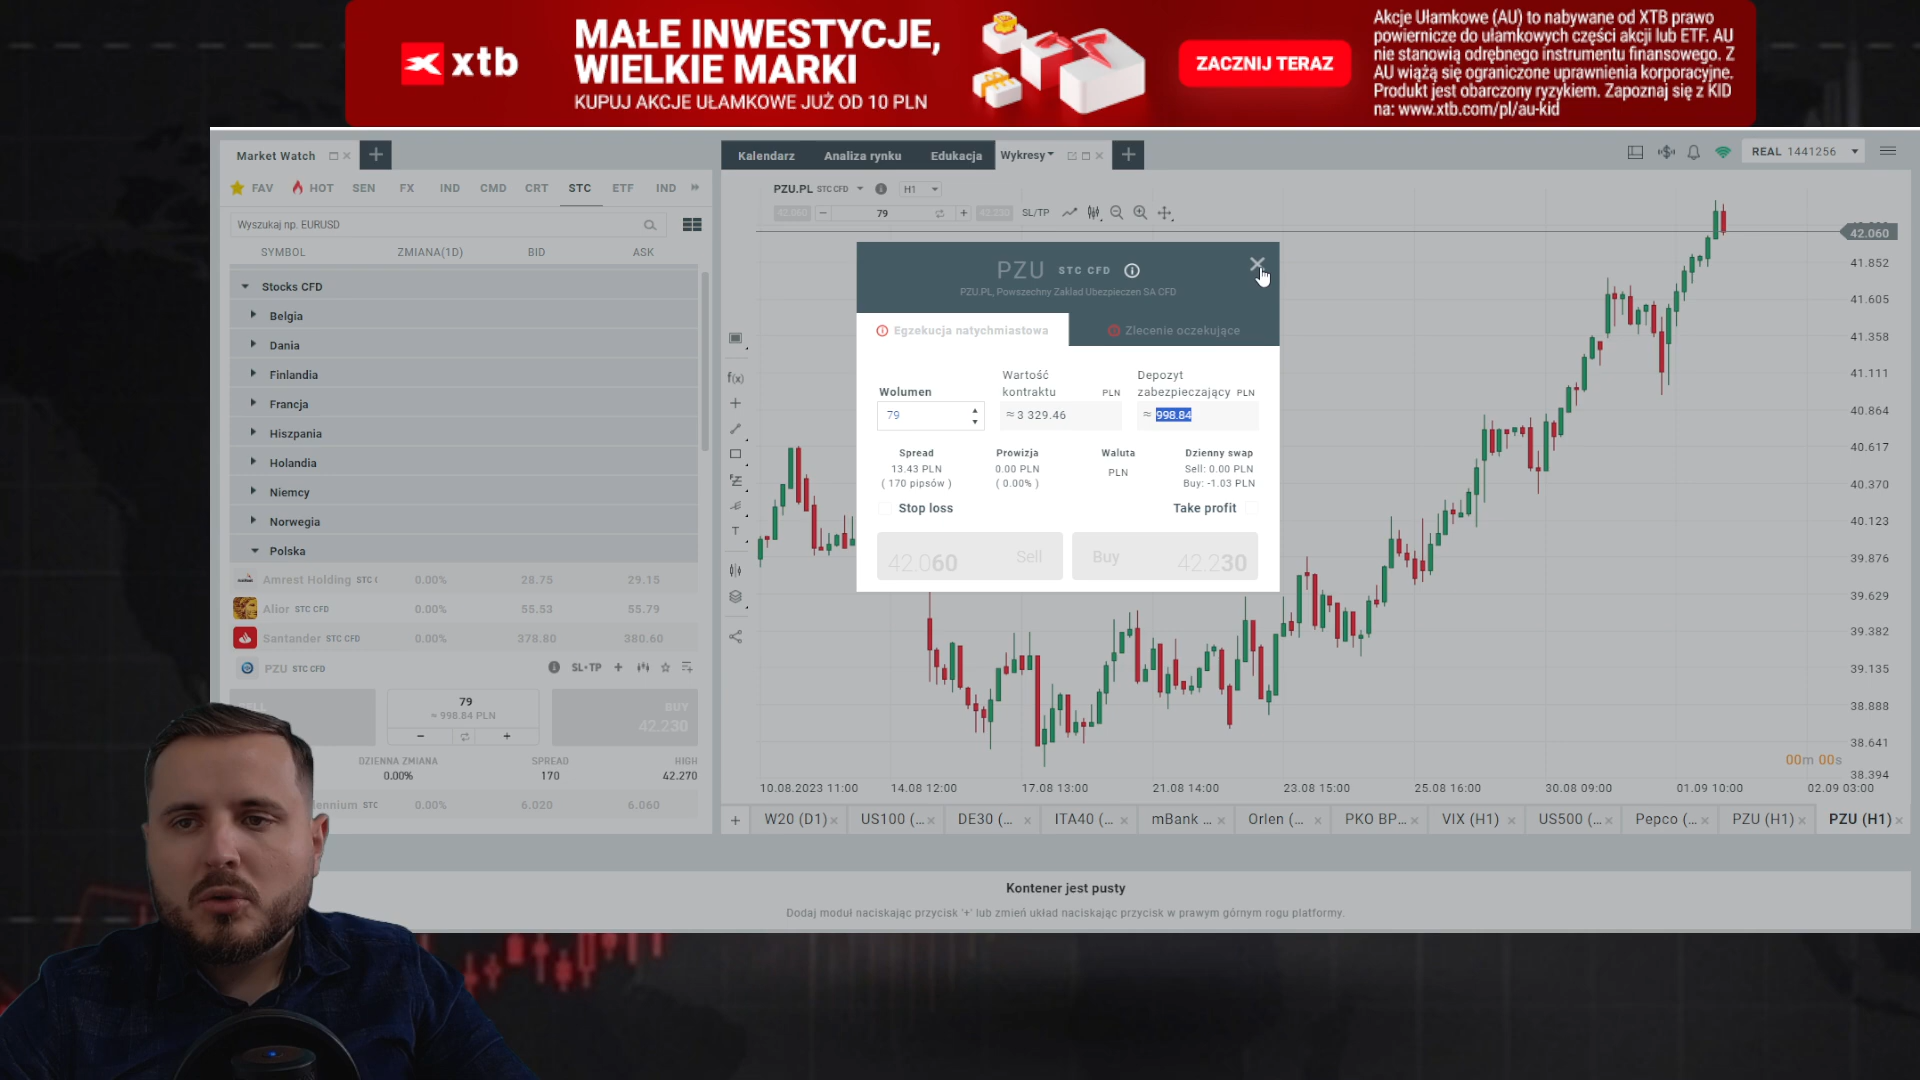 xtb
MAŁE INWESTYCJE,
WIELKIE MARKI
KUPUJ AKCJE UŁAMKOWE JUŻ OD 10 PLN
ZACZNIJ TERAZ
Akcje Ułamkowe (AU) to nabywane od XTB prawo
powiernicze do ułamkowych części akcji lub ETF. AU
nie stanowią odrębnego instrumentu finansowego. Z
AU wiążą się ograniczone uprawnienia korporacyjne.
Produkt jest obarczony ryzykiem. Zapoznaj się z KID
na: www.xtb.com/pl/au-kid
Market Watch
Kalendarz Analiza rynku Edukacja Wykresy
REAL 1441256
FAV HOT SEN FX IND CMD CRT STC ETF IND
Wyszukaj np. EURUSD
SYMBOL ZMIANA(1D) BID ASK
Stocks CFD
Belgia
Dania
Finlandia
Francja
Hiszpania
Holandia
Niemcy
Norwegia
Polska
Amrest Holding STC 0.00% 28.75 29.15
Alior STC CFD 0.00% 55.53 55.79
Santander STC CFD 0.00% 378.80 380.60
PZU STC CFD SL•TP
79
≈ 998.84 PLN
BUY
42.230
DZIENNA ZMIANA SPREAD HIGH
0.00% 170 42.270
lennium STC 0.00% 6.020 6.060
PZU.PL STC CFD H1
42.060 79 42.230 SL/TP
PZU STC CFD
PZU.PL, Powszechny Zaklad Ubezpieczen SA CFD
Egzekucja natychmiastowa
Zlecenie oczekujące
Wolumen
Wartość
kontraktu PLN
Depozyt
zabezpieczający PLN
79 ≈ 3 329.46 ≈ 998.84
Spread Prowizja Waluta Dzienny swap
13.43 PLN 0.00 PLN PLN Sell: 0.00 PLN
( 170 pipsów ) ( 0.00% ) Buy: -1.03 PLN
Stop loss Take profit
42.060 Sell Buy 42.230
f(x)
T
42.060
41.852
41.605
41.358
41.111
40.864
40.617
40.370
40.123
39.876
39.629
39.382
39.135
38.888
38.641
38.394
00m 00s
10.08.2023 11:00 14.08 12:00 17.08 13:00 21.08 14:00 23.08 15:00 25.08 16:00 30.08 09:00 01.09 10:00 02.09 03:00
W20 (D1) US100 (... DE30 (... ITA40 (... mBank ... Orlen (... PKO BP... VIX (H1) US500 (... Pepco (... PZU (H1) PZU (H1)
Kontener jest pusty
Dodaj moduł naciskając przycisk '+' lub zmień układ naciskając przycisk w prawym górnym rogu platformy.